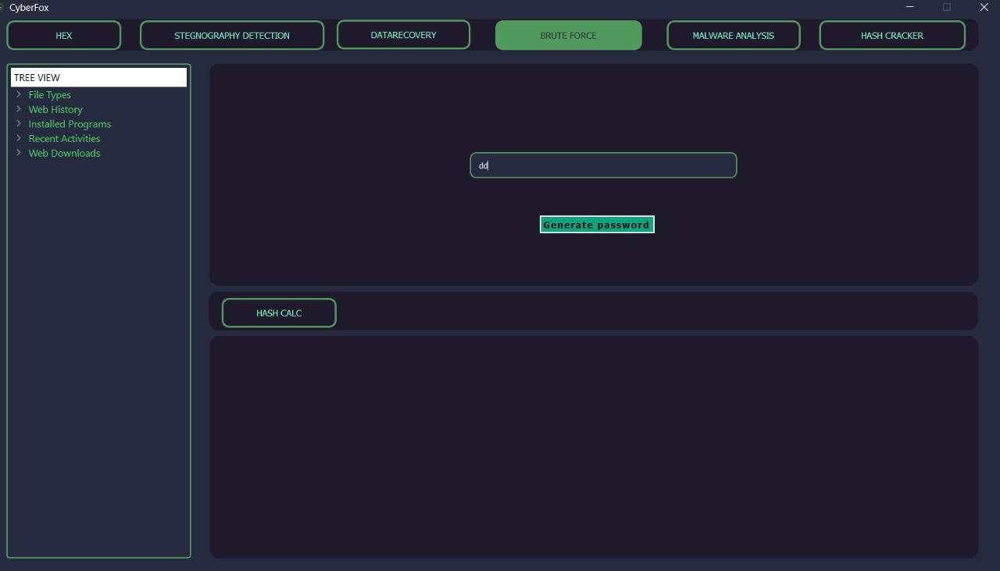 CyberFox
HEX
STEGNOGRAPHY DETECTION
DATARECOVERY
BRUTE FORCE
MALWARE ANALYSIS
HASH CRACKER
TREE VIEW
File Types
Web History
Installed Programs
Recent Activities
Web Downloads
dd
Generate password
HASH CALC